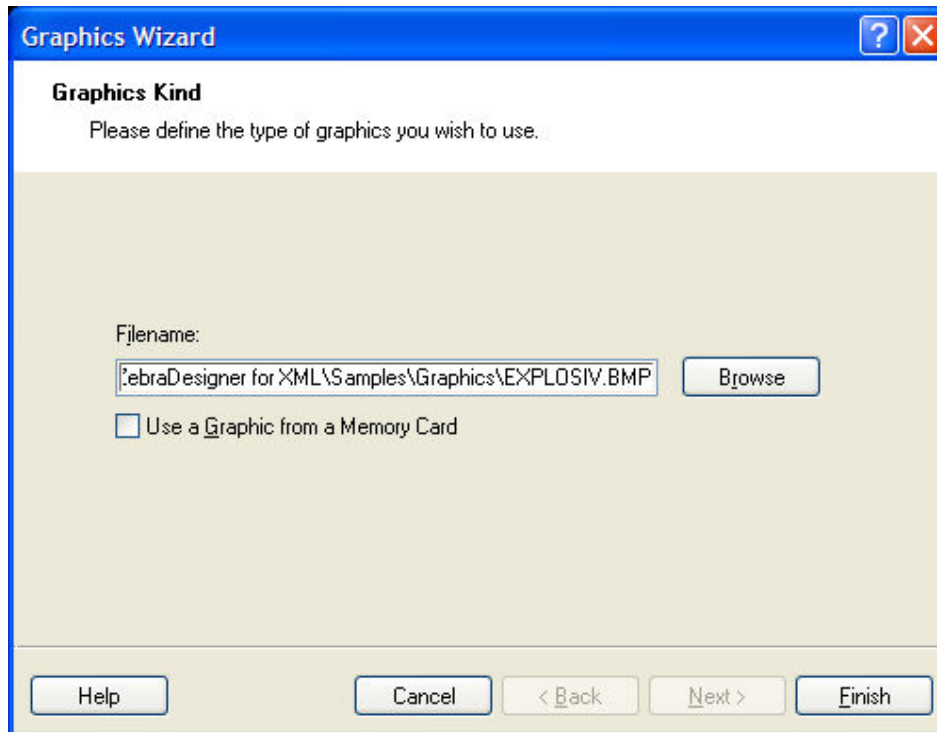 Graphics Wizard
?
Graphics Kind
Please define the type of graphics you wish to use.
Filename:
ZebraDesigner for XML\Samples\Graphics\EXPLOSIV.BMP
Browse
Use a Graphic from a Memory Card
Help Cancel < Back Next > Finish